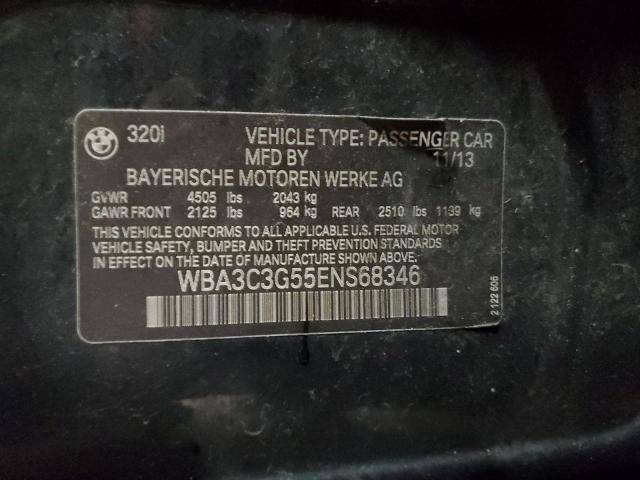 BMW 320i VEHICLE TYPE: PASSENGER CAR
MFD BY 11/13
BAYERISCHE MOTOREN WERKE AG
GVWR 4505 lbs 2043 kg
GAWR FRONT 2125 lbs 964 kg REAR 2510 lbs 1139 kg
THIS VEHICLE CONFORMS TO ALL APPLICABLE U.S. FEDERAL MOTOR
VEHICLE SAFETY, BUMPER AND THEFT PREVENTION STANDARDS
IN EFFECT ON THE DATE OF MANUFACTURE SHOWN ABOVE.
WBA3C3G55ENS68346
2 122 606